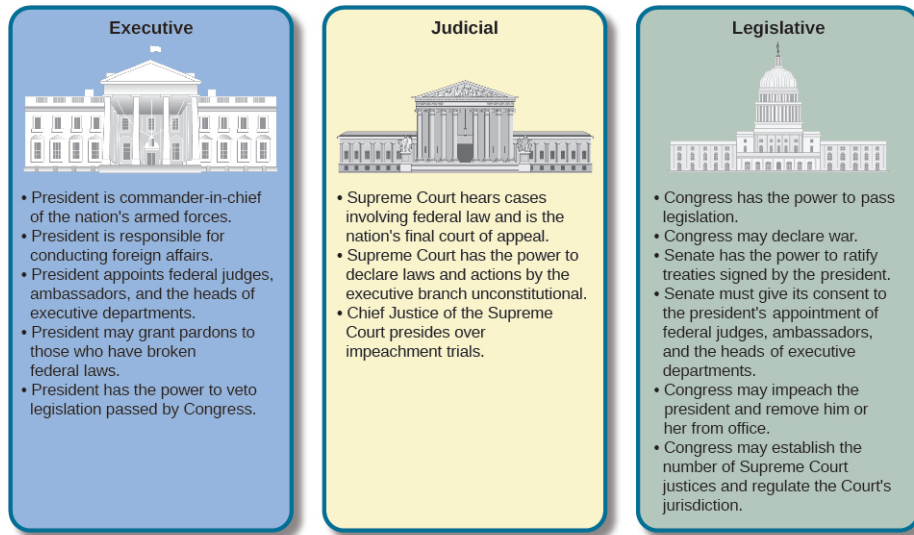 Executive
• President is commander-in-chief
of the nation's armed forces.
• President is responsible for
conducting foreign affairs.
• President appoints federal judges,
ambassadors, and the heads of
executive departments.
• President may grant pardons to
those who have broken
federal laws.
• President has the power to veto
legislation passed by Congress.
Judicial
• Supreme Court hears cases
involving federal law and is the
nation's final court of appeal.
• Supreme Court has the power to
declare laws and actions by the
executive branch unconstitutional.
• Chief Justice of the Supreme
Court presides over
impeachment trials.
Legislative
• Congress has the power to pass
legislation.
• Congress may declare war.
• Senate has the power to ratify
treaties signed by the president.
• Senate must give its consent to
the president's appointment of
federal judges, ambassadors,
and the heads of executive
departments.
• Congress may impeach the
president and remove him or
her from office.
• Congress may establish the
number of Supreme Court
justices and regulate the Court's
jurisdiction.